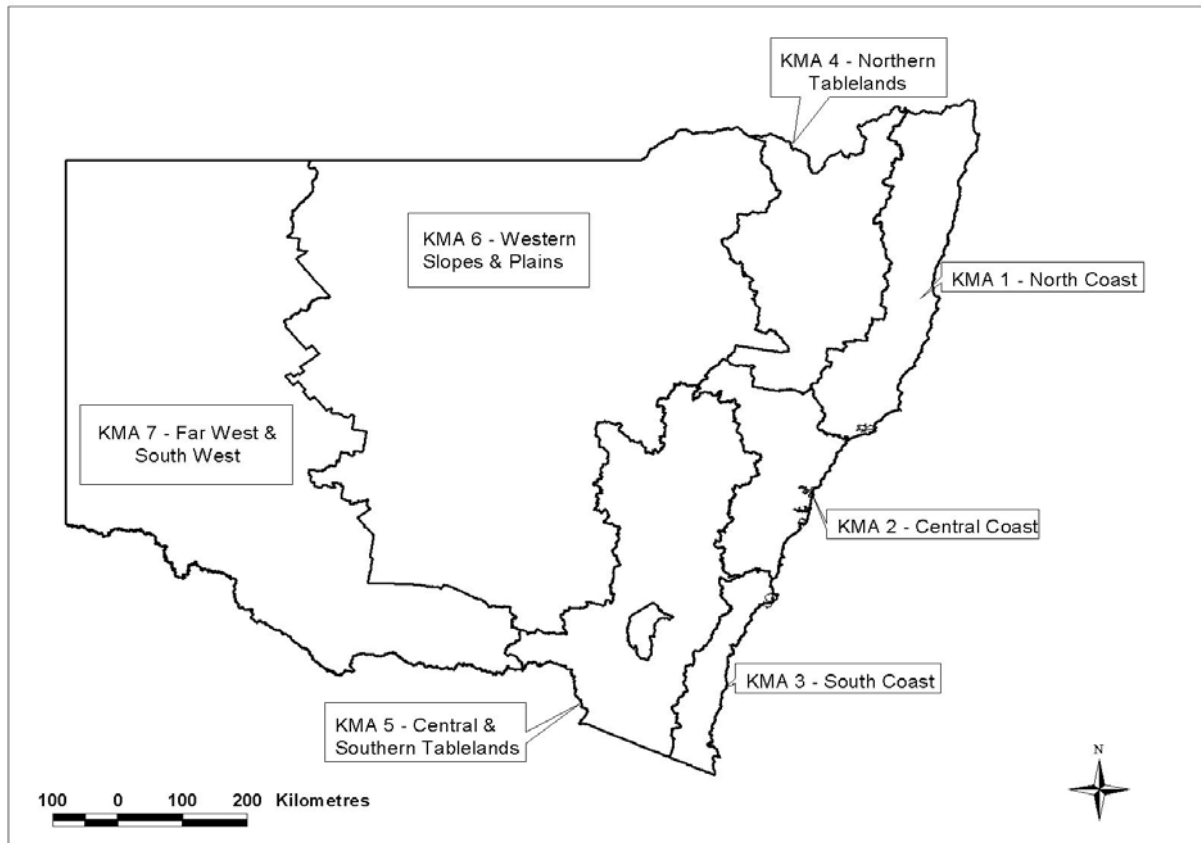 KMA 4 - Northern
Tablelands
KMA 6 - Western
Slopes & Plains
KMA 1 - North Coast
KMA 7 - Far West &
South West
KMA 2 - Central Coast
KMA 3 - South Coast
KMA 5 - Central &
Southern Tablelands
N
100 0 100 200 Kilometres